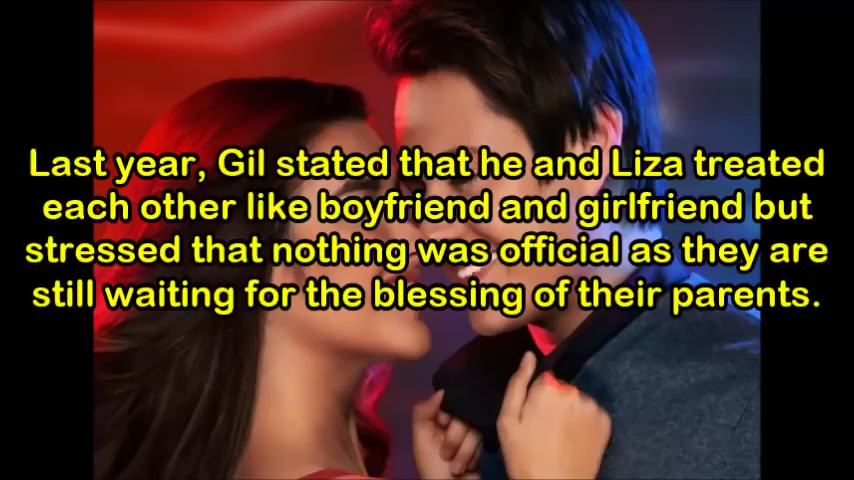 Last year, Gil stated that he and Liza treated
each other like boyfriend and girlfriend but
stressed that nothing was official as they are
still waiting for the blessing of their parents.